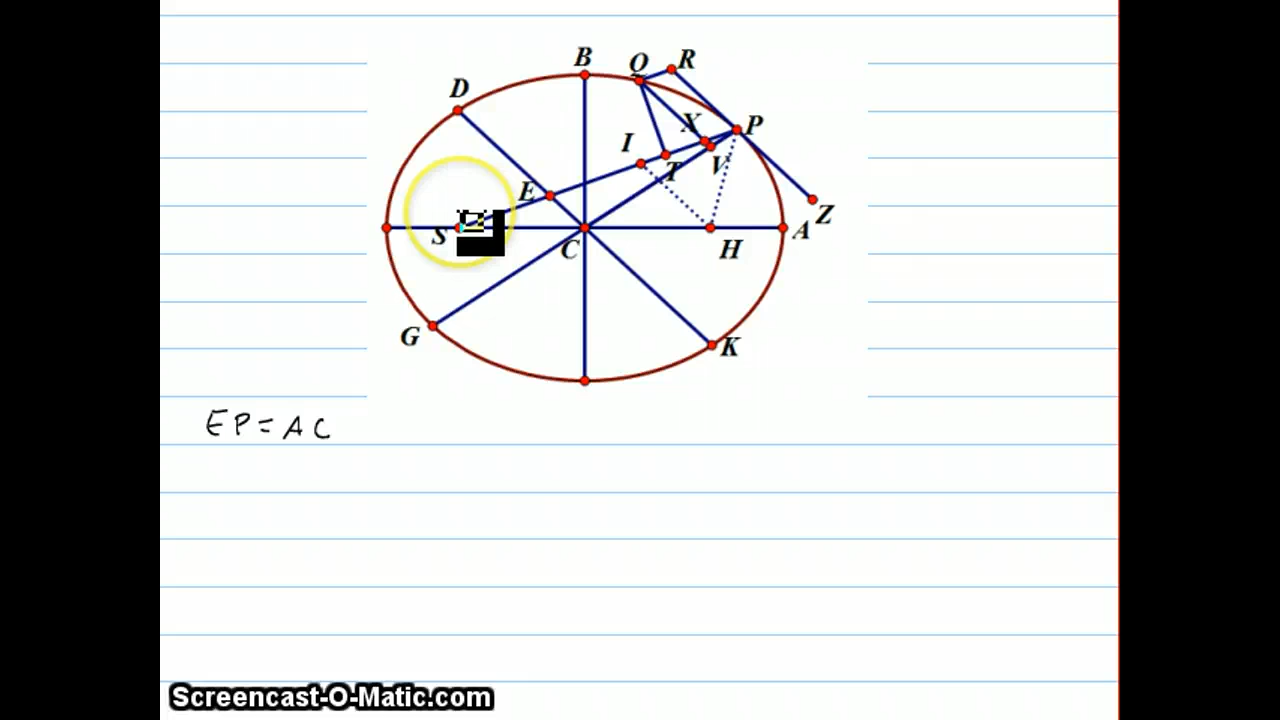 B
Q R
D
X P
I
T V
E
Z
S
C
H
A
G
K
EP = AC
Screencast-O-Matic.com